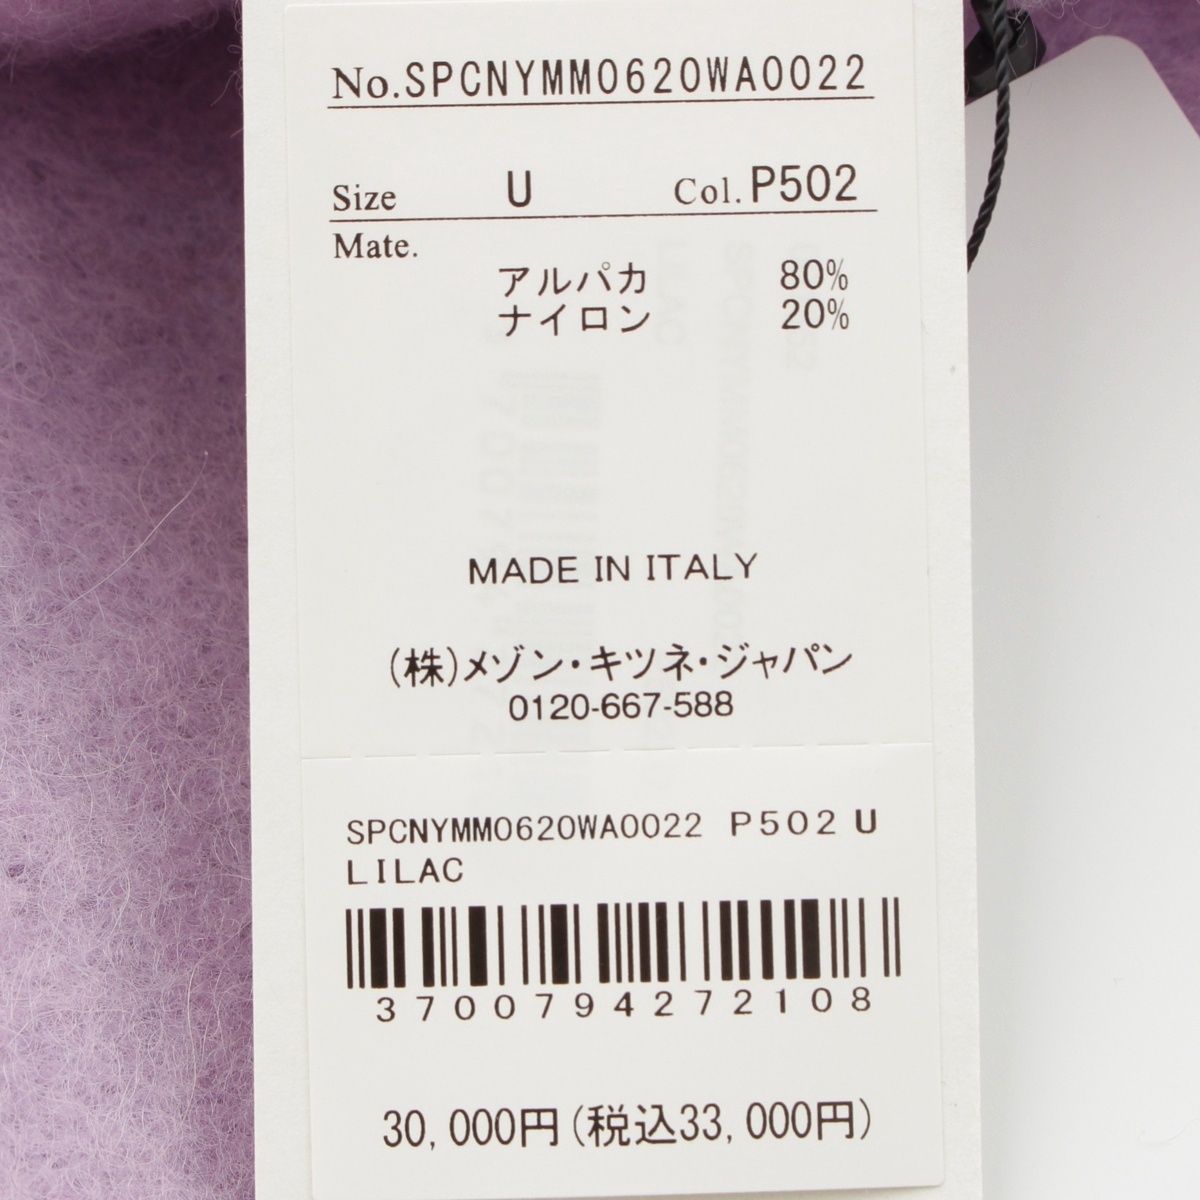 No.SPCNYMM0620WA0022
Size U Col.P502
Mate.
アルパカ 80%
ナイロン 20%
MADE IN ITALY
(株)メゾン・キツネ・ジャパン
0120-667-588
SPCNYMM0620WA0022 P502 U
LILAC
3700794272108
30,000円(税込33,000円)